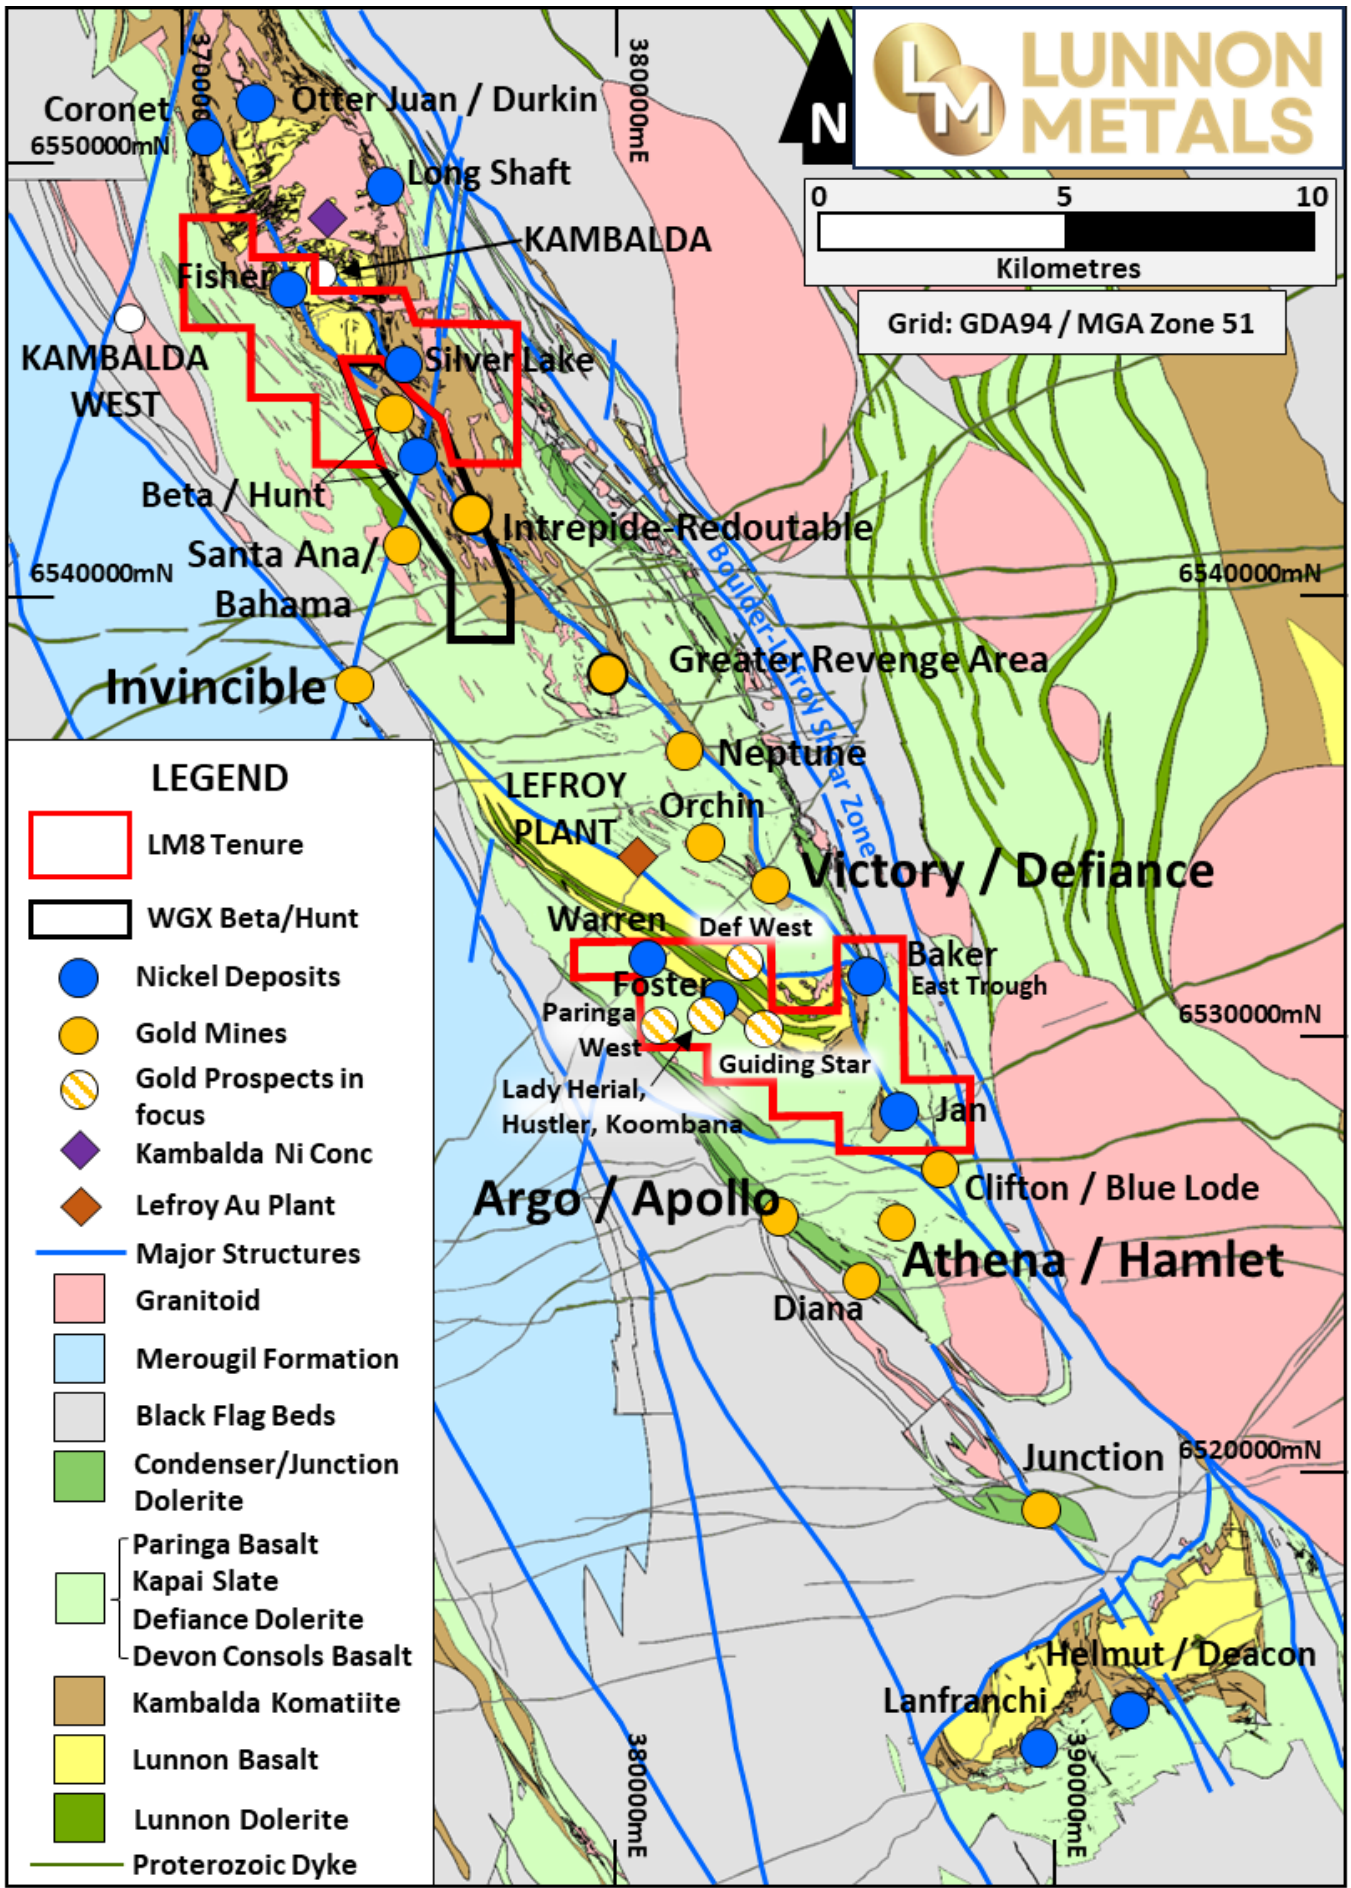 LUNNON
METALS
LM
N
370000
380000mE
Coronet
6550000mN
Otter Juan / Durkin
Long Shaft
KAMBALDA
0 5 10
Kilometres
Grid: GDA94 / MGA Zone 51
Fisher
KAMBALDA
WEST
Silver Lake
Beta / Hunt
Intrepide-Redoutable
Santa Ana/
Bahama
6540000mN
6540000mN
Boulder-Lefroy Shear Zone
Invincible
Greater Revenge Area
Neptune
LEFROY
PLANT
Orchin
Victory / Defiance
Warren
Def West
Baker
East Trough
Foster
Paringa
West
6530000mN
Guiding Star
Lady Herial,
Hustler, Koombana
Jan
Clifton / Blue Lode
Argo / Apollo
Athena / Hamlet
Diana
Junction
6520000mN
Helmut / Deacon
Lanfranchi
380000mE
390000mE
LEGEND
LM8 Tenure
WGX Beta/Hunt
Nickel Deposits
Gold Mines
Gold Prospects in
focus
Kambalda Ni Conc
Lefroy Au Plant
Major Structures
Granitoid
Merougil Formation
Black Flag Beds
Condenser/Junction
Dolerite
Paringa Basalt
Kapai Slate
Defiance Dolerite
Devon Consols Basalt
Kambalda Komatiite
Lunnon Basalt
Lunnon Dolerite
Proterozoic Dyke